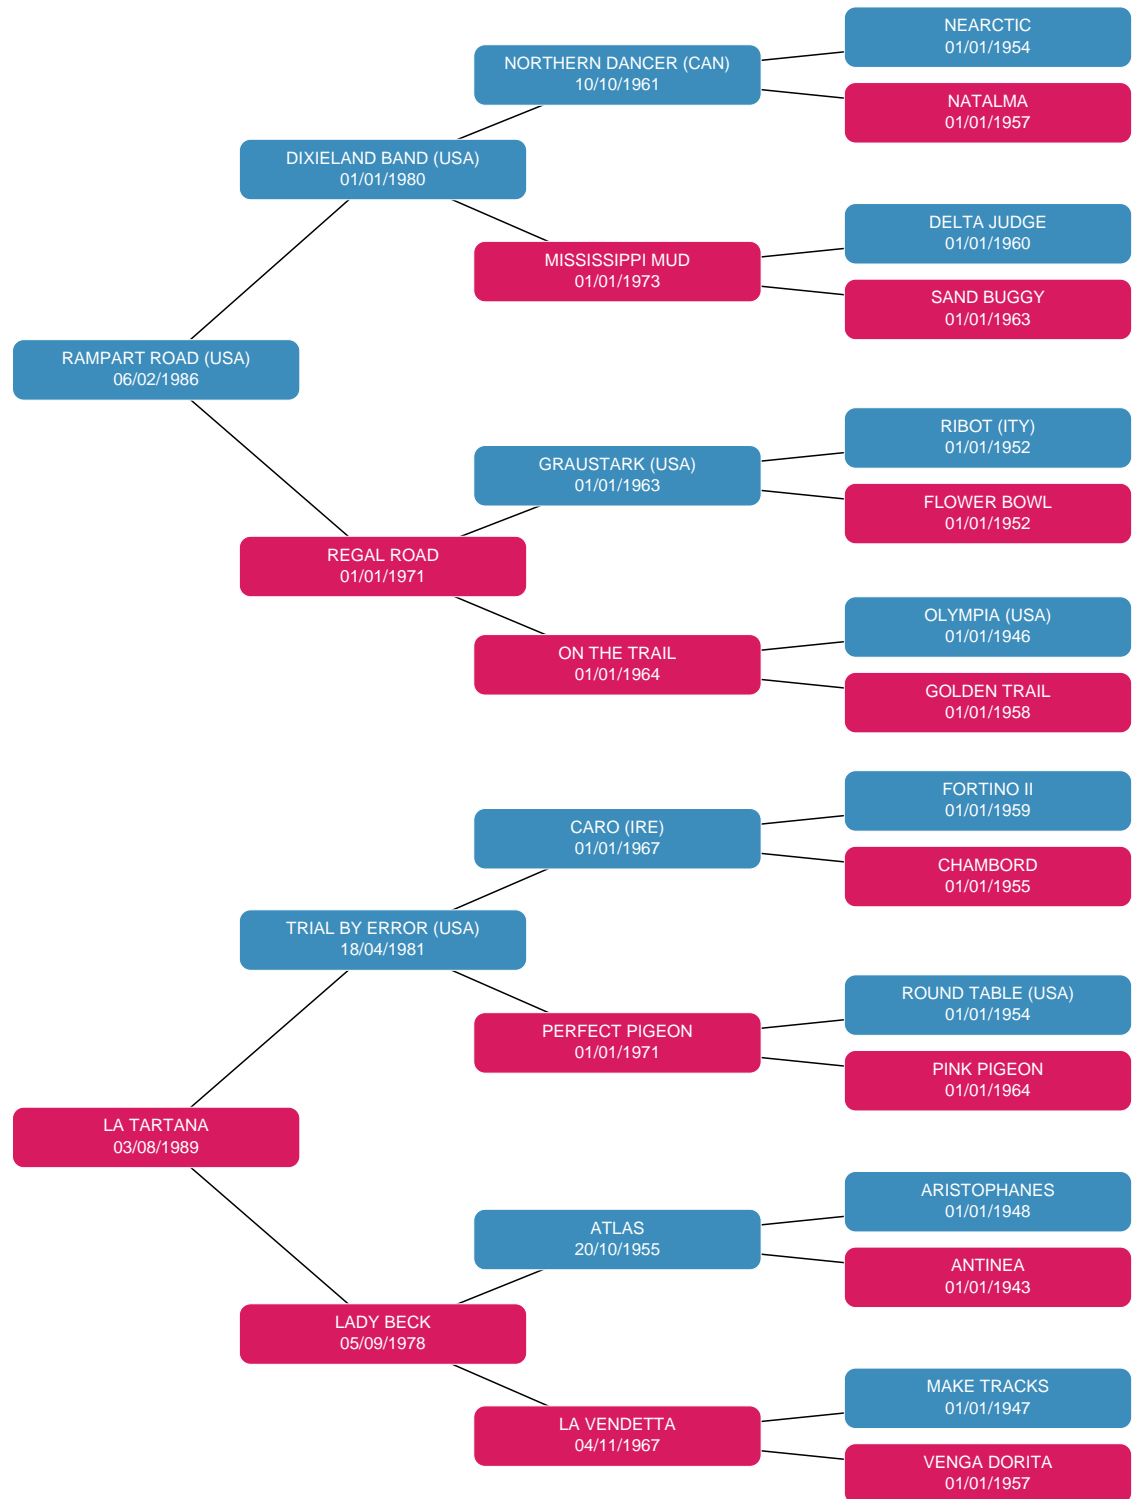 NEARCTIC
01/01/1954
NORTHERN DANCER (CAN)
10/10/1961
NATALMA
01/01/1957
DIXIELAND BAND (USA)
01/01/1980
DELTA JUDGE
01/01/1960
MISSISSIPPI MUD
01/01/1973
SAND BUGGY
01/01/1963
RAMPART ROAD (USA)
06/02/1986
RIBOT (ITY)
01/01/1952
GRAUSTARK (USA)
01/01/1963
FLOWER BOWL
01/01/1952
REGAL ROAD
01/01/1971
OLYMPIA (USA)
01/01/1946
ON THE TRAIL
01/01/1964
GOLDEN TRAIL
01/01/1958
FORTINO II
01/01/1959
CARO (IRE)
01/01/1967
CHAMBORD
01/01/1955
TRIAL BY ERROR (USA)
18/04/1981
ROUND TABLE (USA)
01/01/1954
PERFECT PIGEON
01/01/1971
PINK PIGEON
01/01/1964
LA TARTANA
03/08/1989
ARISTOPHANES
01/01/1948
ATLAS
20/10/1955
ANTINEA
01/01/1943
LADY BECK
05/09/1978
MAKE TRACKS
01/01/1947
LA VENDETTA
04/11/1967
VENGA DORITA
01/01/1957